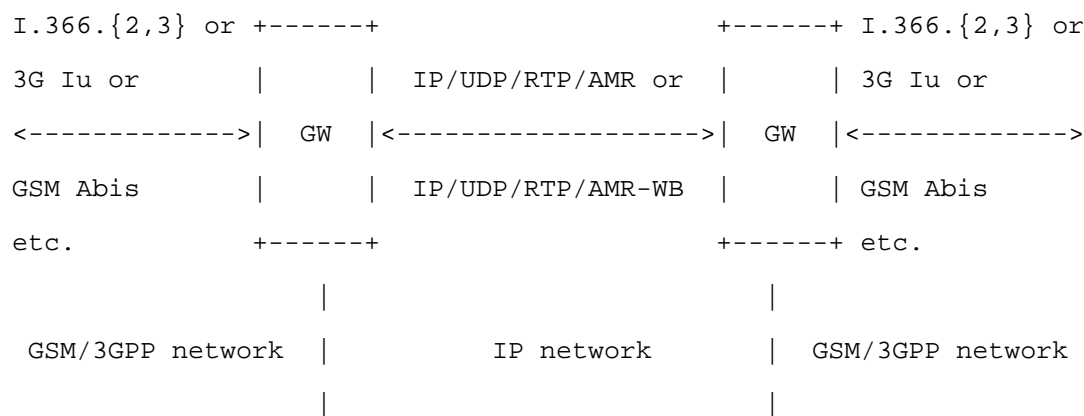 I.366.{2,3} or +------+                      +------+ I.366.{2,3} or
3G Iu or       |      |  IP/UDP/RTP/AMR or  |      | 3G Iu or
<------------->|  GW  |<------------------->|  GW  |<------------->
GSM Abis       |      |  IP/UDP/RTP/AMR-WB  |      | GSM Abis
etc.           +------+                      +------+ etc.
|                           |
GSM/3GPP network  |         IP network        |  GSM/3GPP network
|                           |